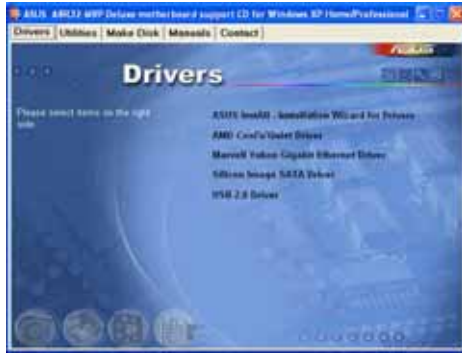 ASUS A8R32-MVP Deluxe motherboard support CD for Windows XP Home/Professional
Drivers Utilities Make Disk Manuals Contact
Drivers
Please select items on the right side
ASUS InstAll - Installation Wizard for Drivers
AMD Cool'n'Quiet Driver
Marvell Yukon Gigabit Ethernet Driver
Silicon Image SATA Driver
USB 2.0 Driver